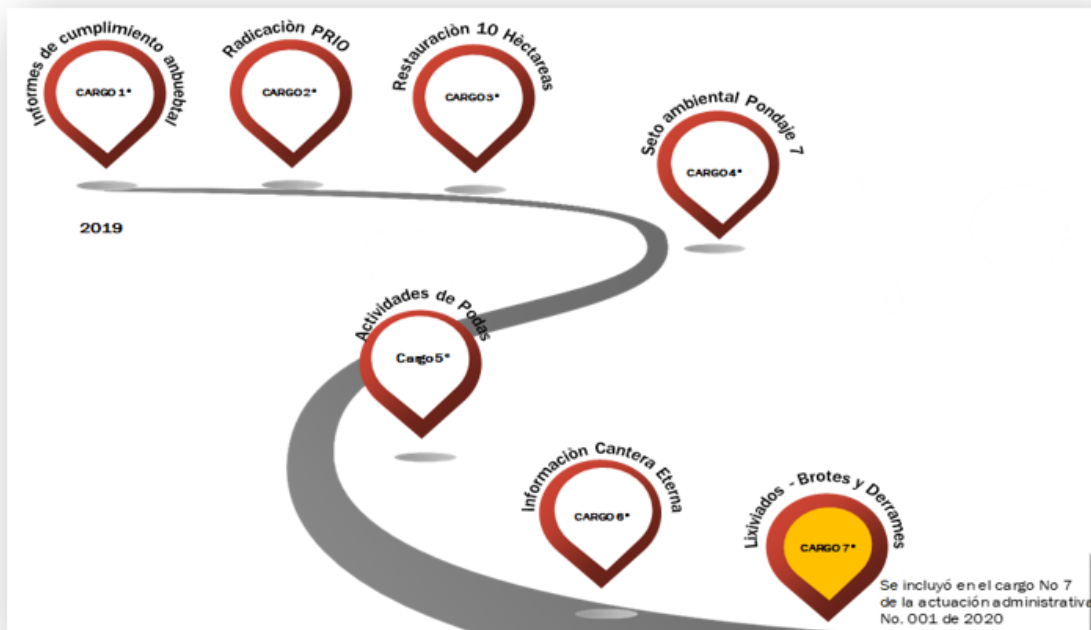 Informes de cumplimiento anbuebtal
CARGO 1°
Radicaciòn PRIO
CARGO 2°
Restauraciòn 10 Hèctareas
CARGO 3°
Seto ambiental Pondaje 7
CARGO 4°
2019
Actividades de Podas
Cargo 5°
Informaciòn Cantera Eterna
CARGO 6°
Lixiviados - Brotes y Derrames
CARGO 7°
Se incluyó en el cargo No 7
de la actuación administrativa
No. 001 de 2020